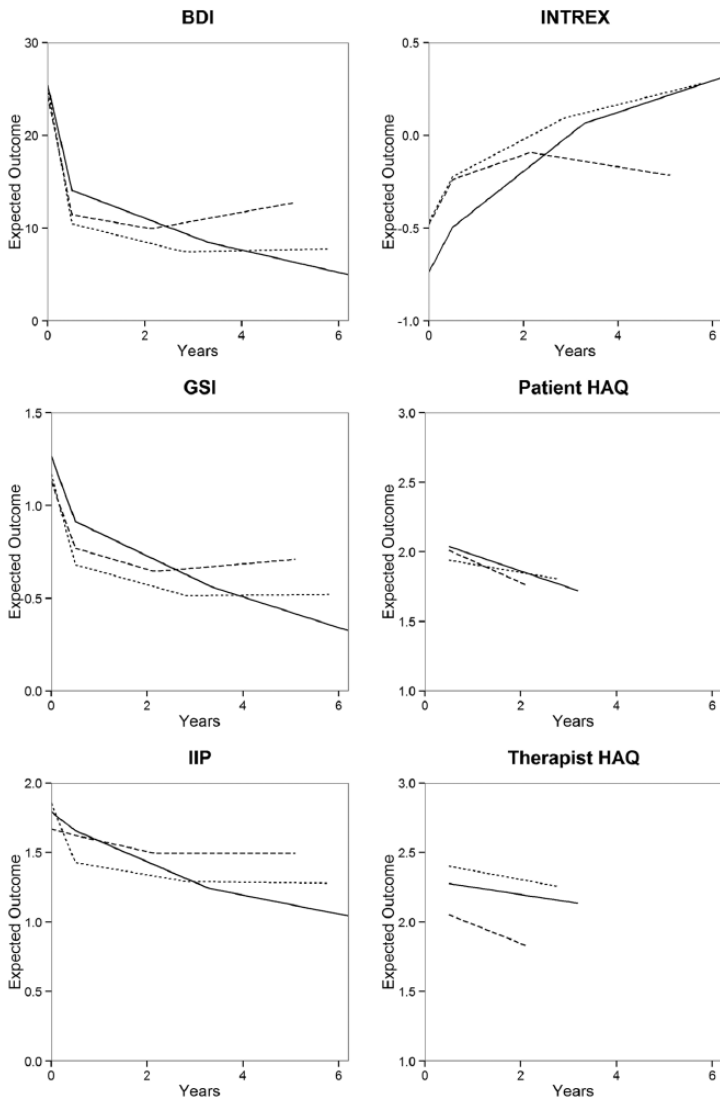 BDI
30
20
10
0
Expected Outcome
0 2 4 6
Years
INTREX
0.5
0.0
-0.5
-1.0
Expected Outcome
0 2 4 6
Years
GSI
1.5
1.0
0.5
0.0
Expected Outcome
0 2 4 6
Years
Patient HAQ
3.0
2.5
2.0
1.5
1.0
Expected Outcome
0 2 4 6
Years
IIP
2.0
1.5
1.0
0.5
0.0
Expected Outcome
0 2 4 6
Years
Therapist HAQ
3.0
2.5
2.0
1.5
1.0
Expected Outcome
0 2 4 6
Years